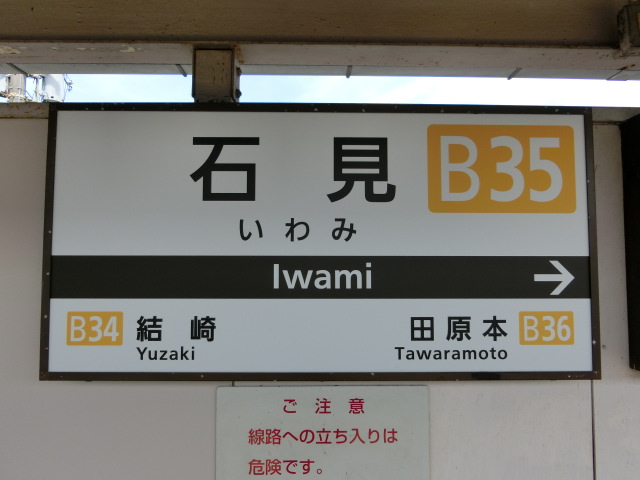 石見 B35
いわみ
Iwami →
B34 結崎 田原本 B36
Yuzaki Tawaramoto
ご注意
線路への立ち入りは
危険です。